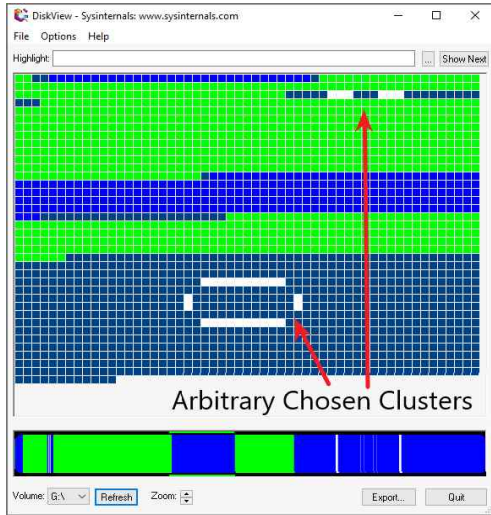 DiskView - Sysinternals: www.sysinternals.com
File Options Help
Highlight: ... Show Next
Arbitrary Chosen Clusters
Volume: G:\ Refresh Zoom: Export... Quit